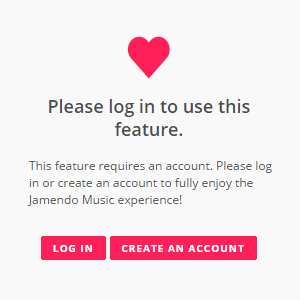 Please log in to use this
feature.
This feature requires an account. Please log
in or create an account to fully enjoy the
Jamendo Music experience!
LOG IN
CREATE AN ACCOUNT